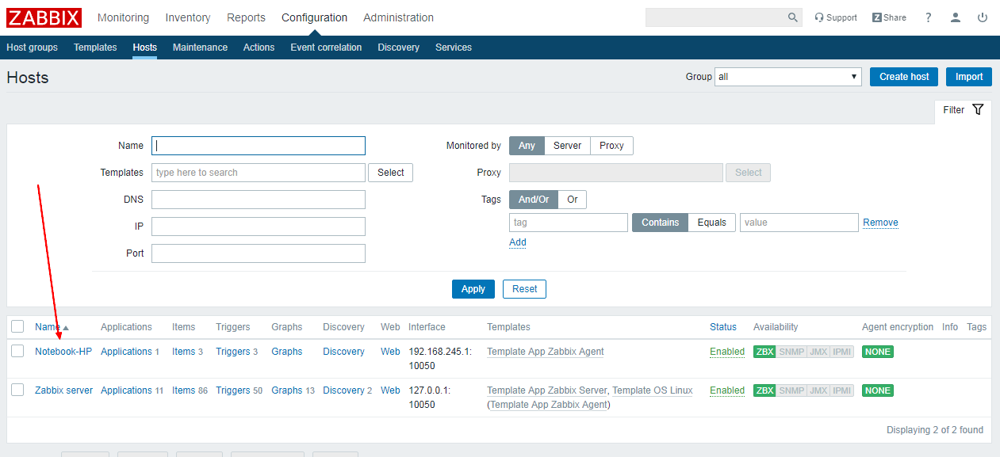 ZABBIX Monitoring Inventory Reports Configuration Administration Support Z Share ?
Host groups Templates Hosts Maintenance Actions Event correlation Discovery Services
Hosts Group all Create host Import
Filter
Name Monitored by Any Server Proxy
Templates type here to search Select Proxy Select
DNS Tags And/Or Or
IP tag Contains Equals value Remove
Add
Port
Apply Reset
Name Applications Items Triggers Graphs Discovery Web Interface Templates Status Availability Agent encryption Info Tags
Notebook-HP Applications 1 Items 3 Triggers 3 Graphs Discovery Web 192.168.245.1: Template App Zabbix Agent Enabled ZBX SNMP JMX IPMI NONE
10050
Zabbix server Applications 11 Items 86 Triggers 50 Graphs 13 Discovery 2 Web 127.0.0.1: Template App Zabbix Server, Template OS Linux Enabled ZBX SNMP JMX IPMI NONE
10050 (Template App Zabbix Agent)
Displaying 2 of 2 found